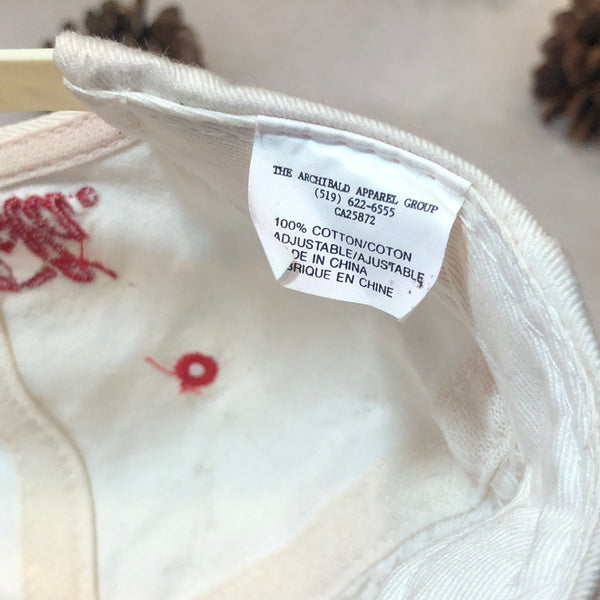 THE ARCHIBALD APPAREL GROUP
(519) 622-6555
CA25872
100% COTTON/COTON
ADJUSTABLE/AJUSTABLE
DE IN CHINA
BRIQUE EN CHINE